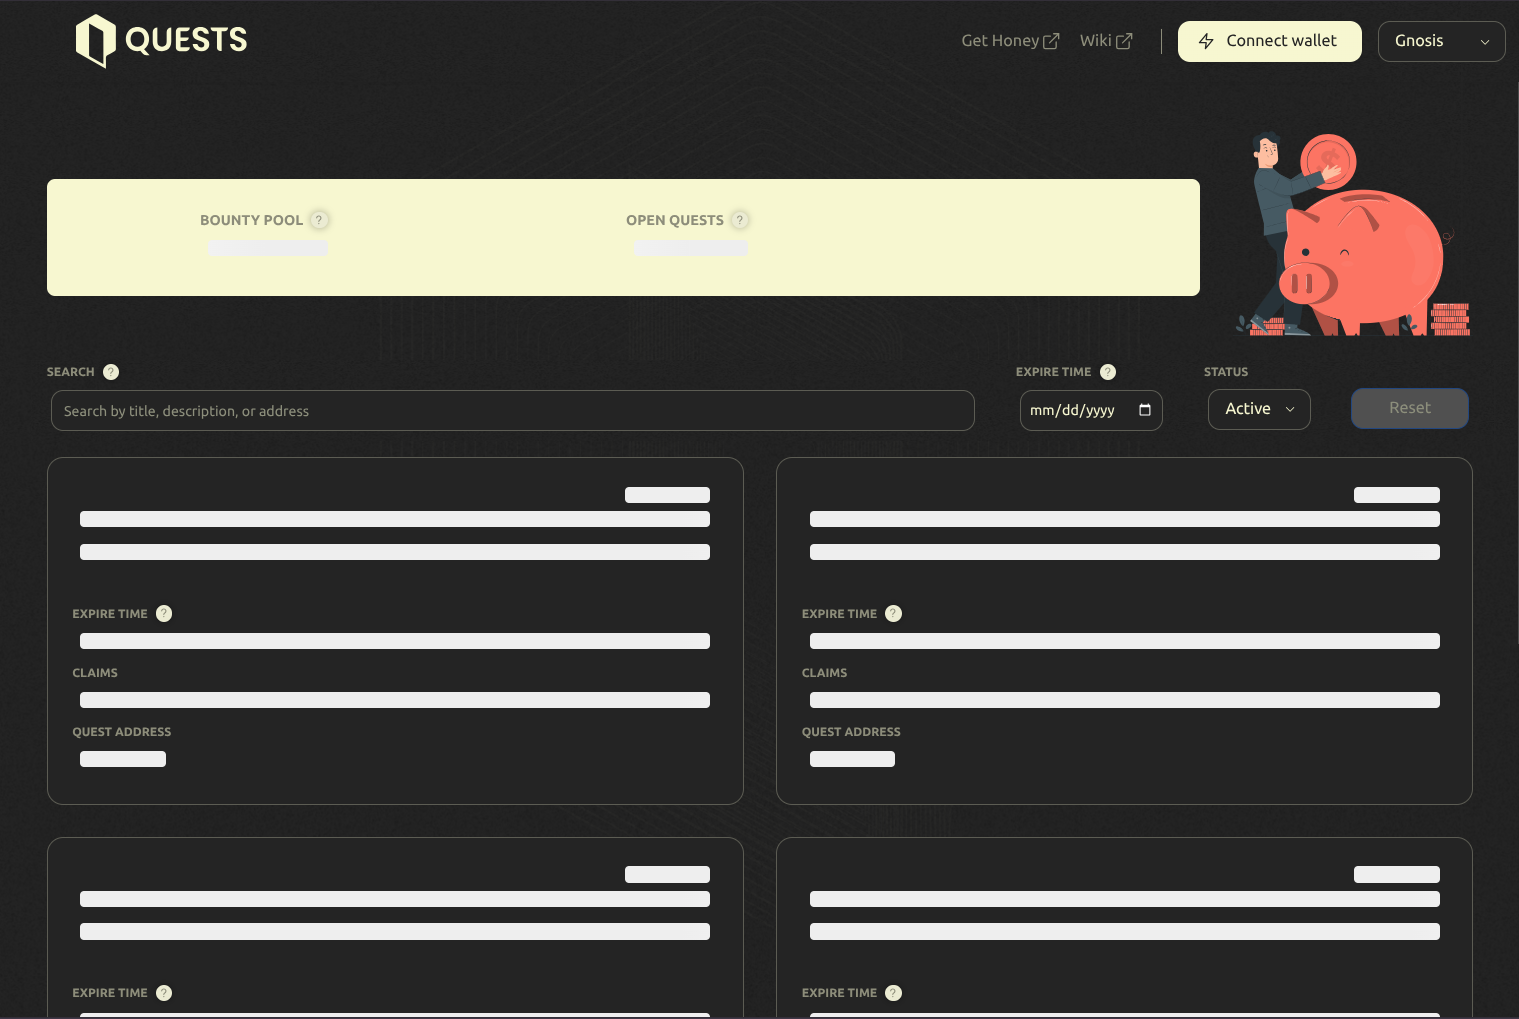 QUESTS
Get Honey
Wiki
Connect wallet
Gnosis
BOUNTY POOL ?
OPEN QUESTS ?
SEARCH ?
EXPIRE TIME ?
STATUS
Search by title, description, or address
mm/dd/yyyy
Active
Reset
EXPIRE TIME ?
CLAIMS
QUEST ADDRESS
EXPIRE TIME ?
CLAIMS
QUEST ADDRESS
EXPIRE TIME ?
EXPIRE TIME ?